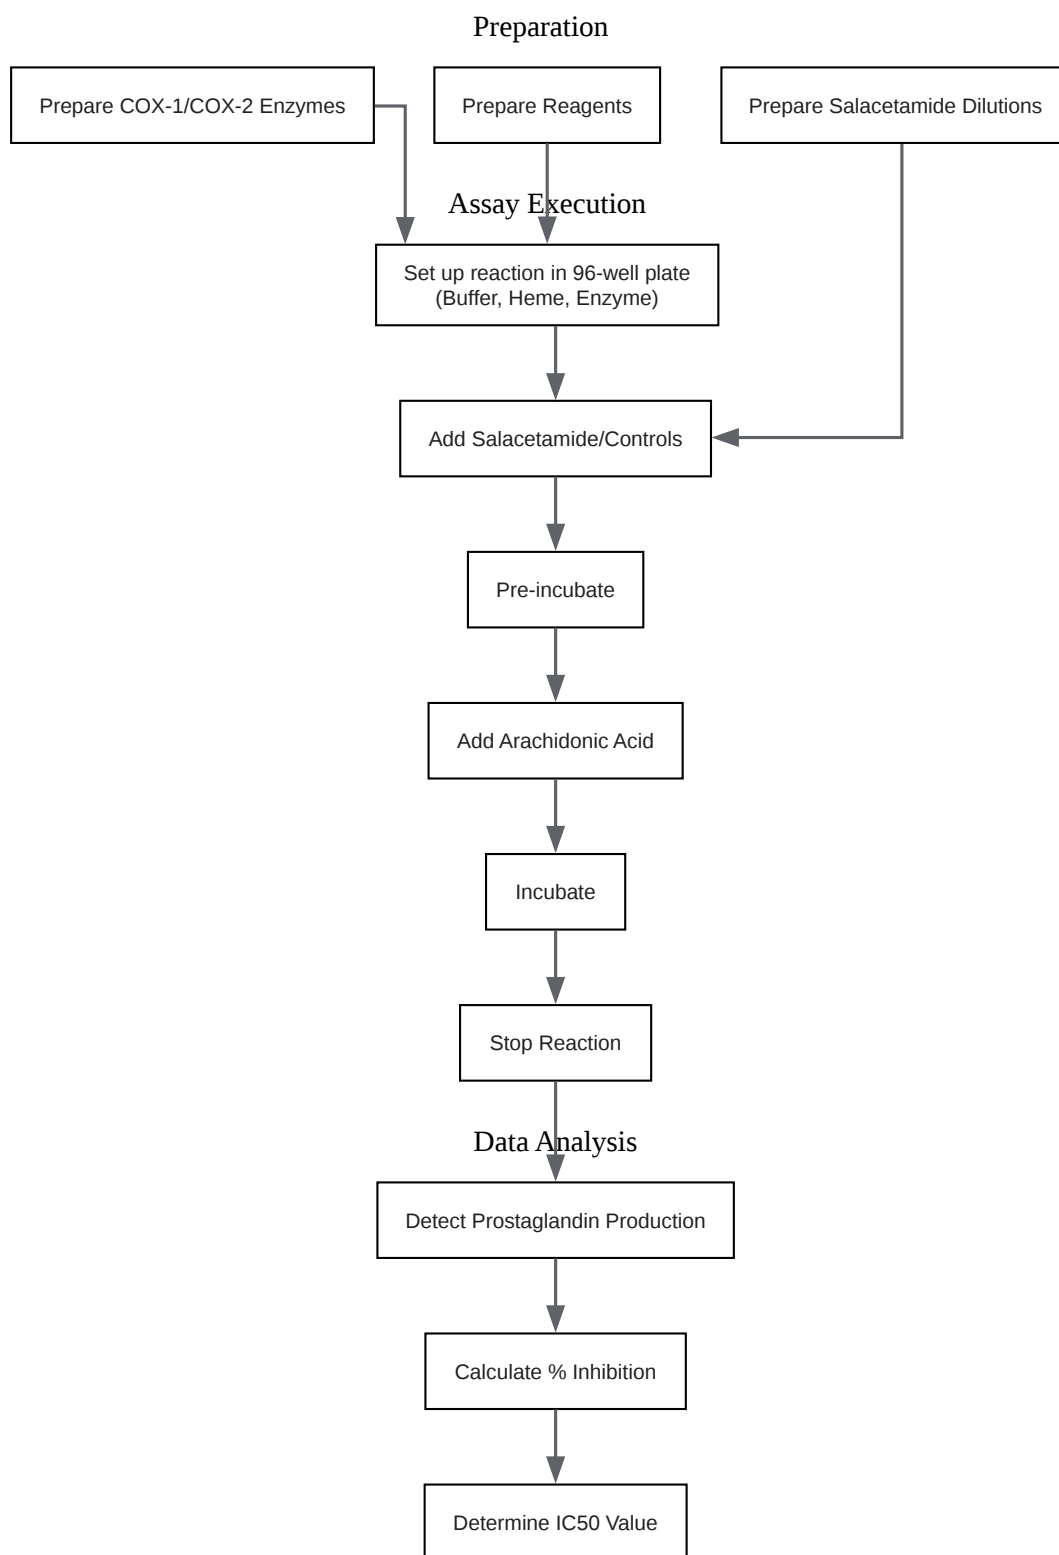 Preparation
Prepare COX-1/COX-2 Enzymes
Prepare Reagents
Prepare Salacetamide Dilutions
Assay Execution
Set up reaction in 96-well plate
(Buffer, Heme, Enzyme)
Add Salacetamide/Controls
Pre-incubate
Add Arachidonic Acid
Incubate
Stop Reaction
Data Analysis
Detect Prostaglandin Production
Calculate % Inhibition
Determine IC50 Value